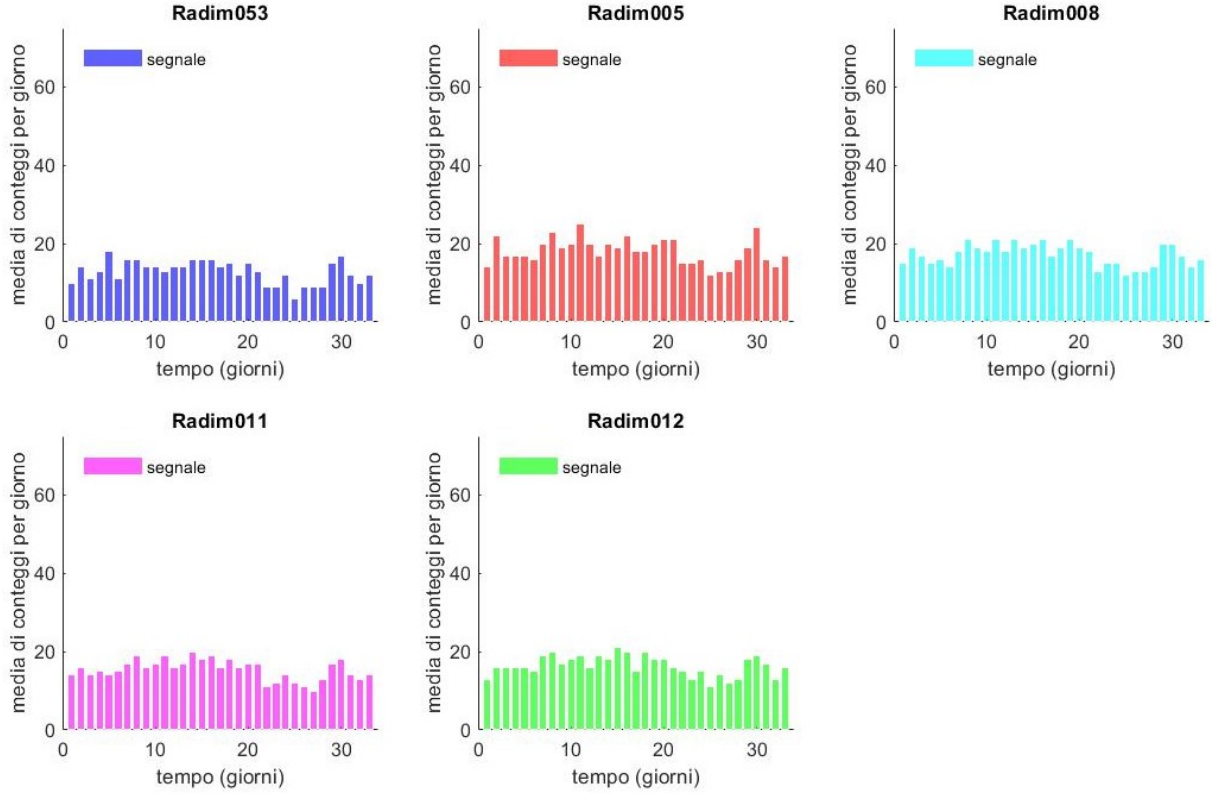 Radim053
segnale
media di conteggi per giorno
60
40
20
0
0 10 20 30
tempo (giorni)
Radim005
segnale
media di conteggi per giorno
60
40
20
0
0 10 20 30
tempo (giorni)
Radim008
segnale
media di conteggi per giorno
60
40
20
0
0 10 20 30
tempo (giorni)
Radim011
segnale
media di conteggi per giorno
60
40
20
0
0 10 20 30
tempo (giorni)
Radim012
segnale
media di conteggi per giorno
60
40
20
0
0 10 20 30
tempo (giorni)